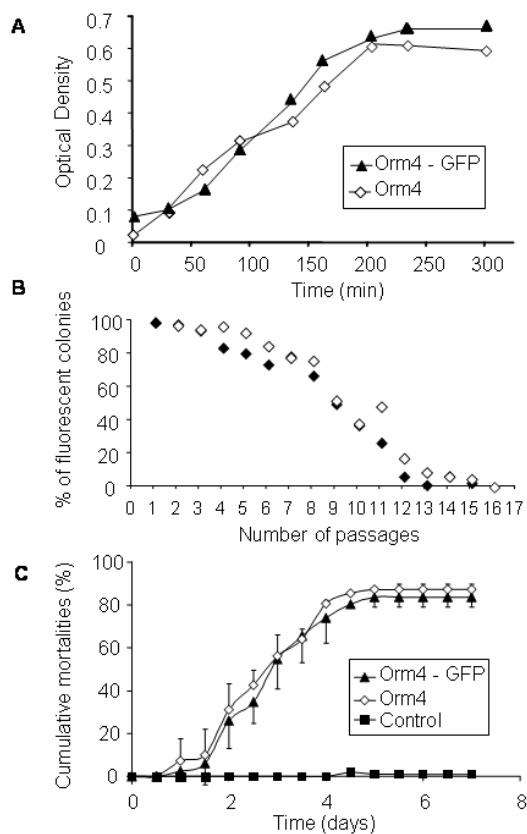 A
Optical Density
0.7
0.6
0.5
0.4
0.3
0.2
0.1
0
Orm4 - GFP
Orm4
0 50 100 150 200 250 300
Time (min)
B
% of fluorescent colonies
100
80
60
40
20
0
0 1 2 3 4 5 6 7 8 9 10 11 12 13 14 15 16 17
Number of passages
C
Cumulative mortalities (%)
100
80
60
40
20
0
Orm4 - GFP
Orm4
Control
0 2 4 6 8
Time (days)